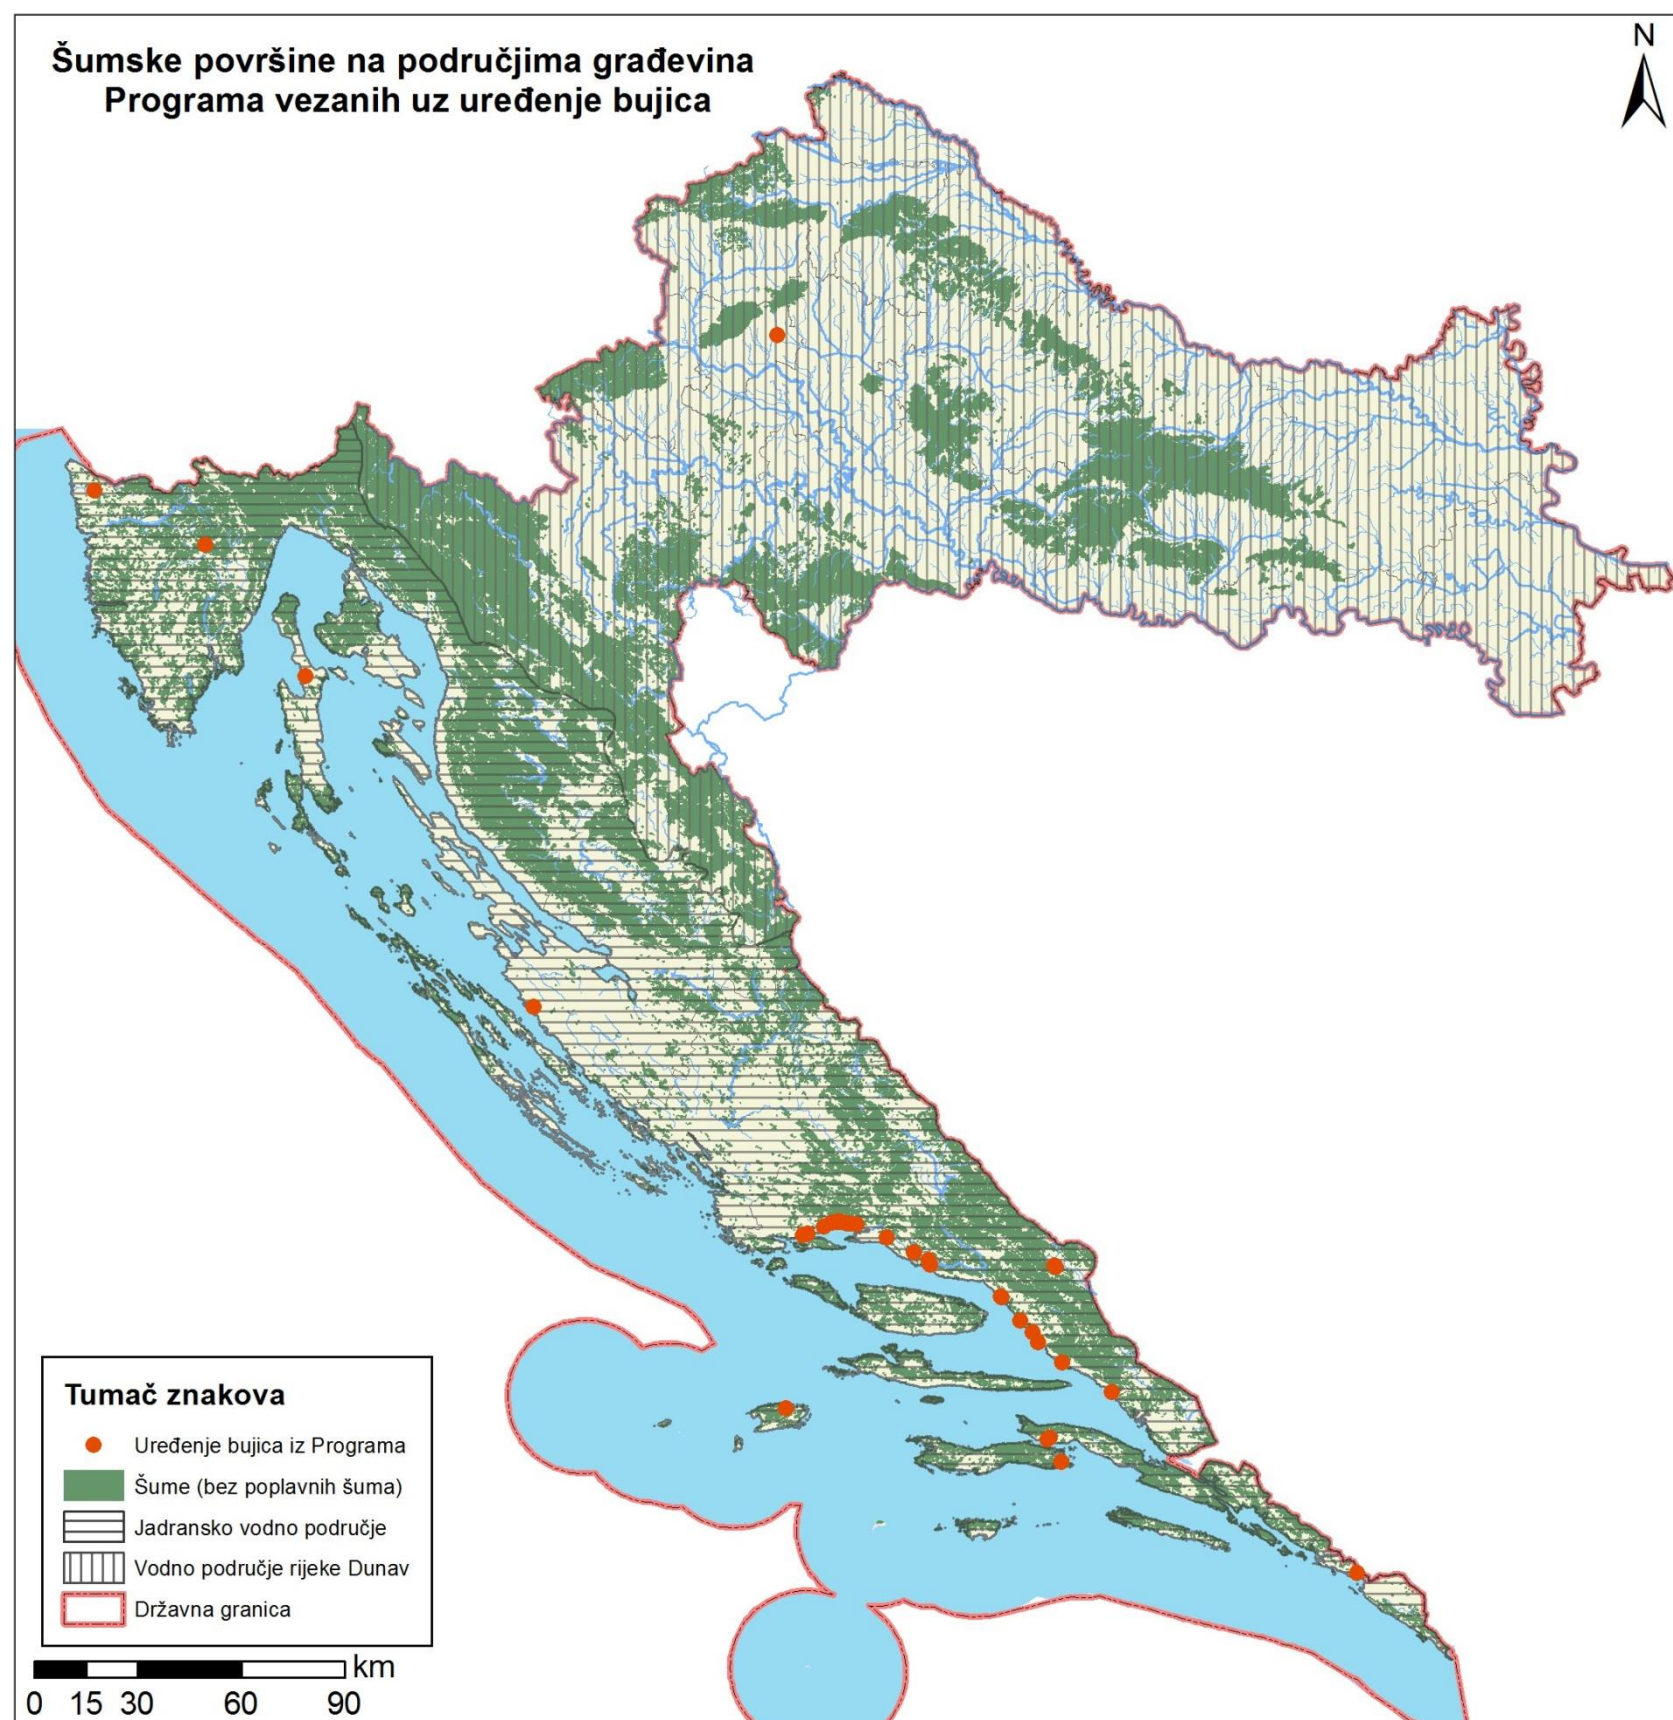 Šumske površine na područjima građevina
Programa vezanih uz uređenje bujica
N
Tumač znakova
Uređenje bujica iz Programa
Šume (bez poplavnih šuma)
Jadransko vodno područje
Vodno područje rijeke Dunav
Državna granica
km
0 15 30 60 90